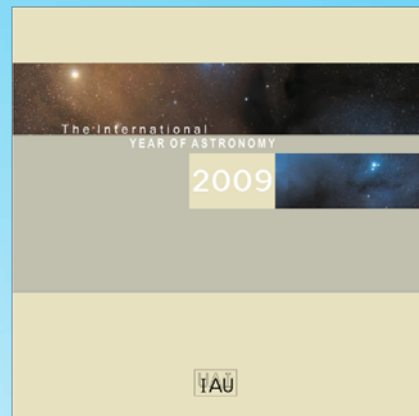 The International
YEAR OF ASTRONOMY
2009
IAU